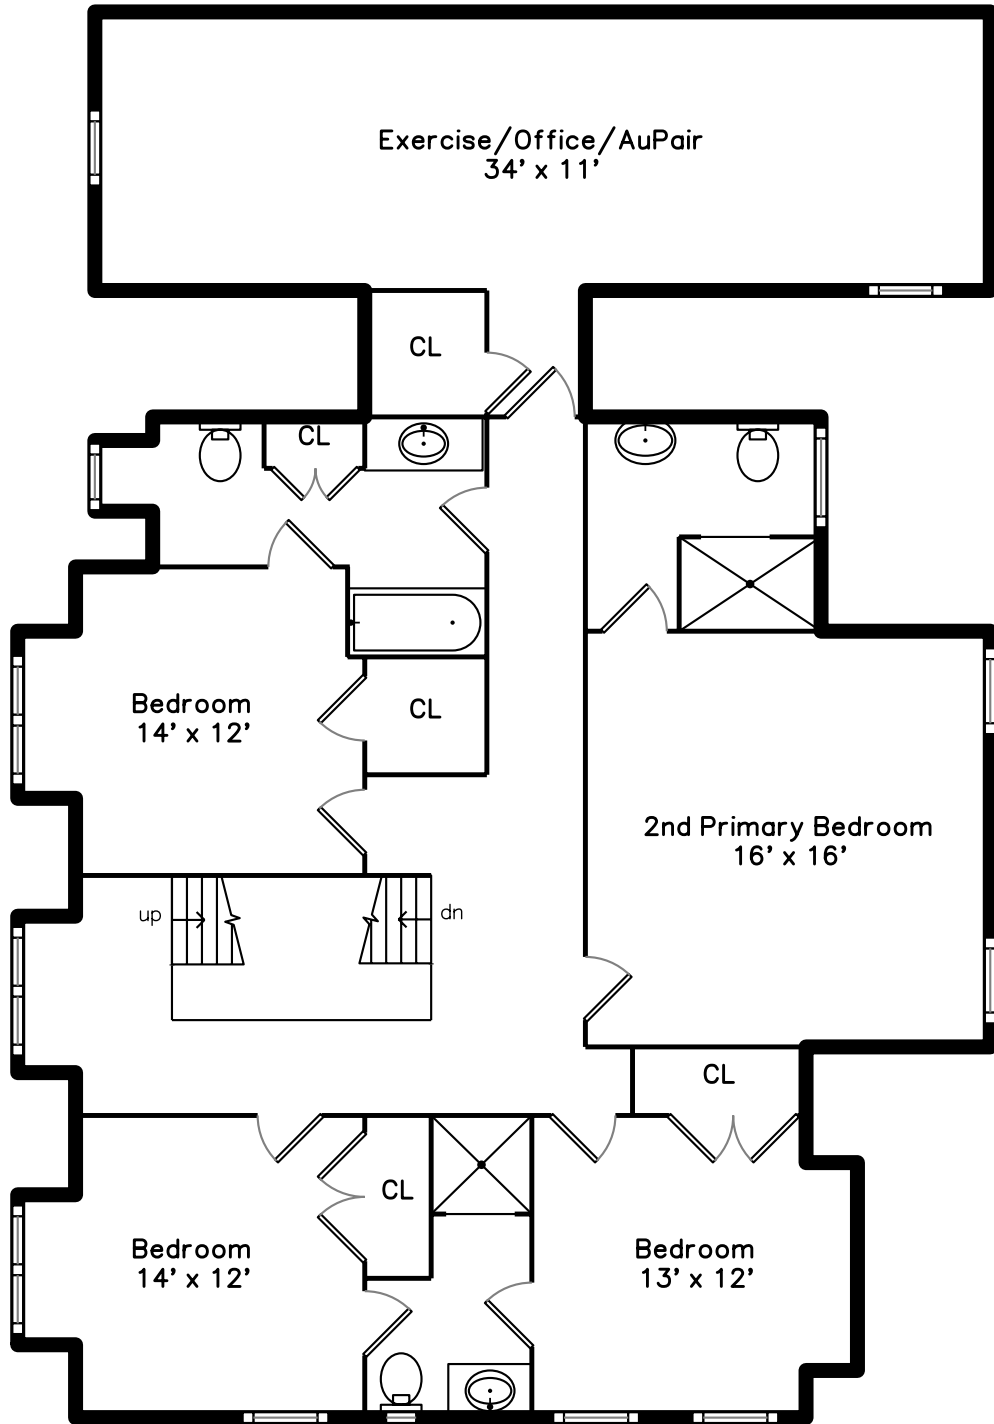 Exercise/Office/AuPair
34' x 11'
CL
CL
Bedroom
14' x 12'
CL
2nd Primary Bedroom
16' x 16'
up
dn
CL
CL
Bedroom
14' x 12'
Bedroom
13' x 12'